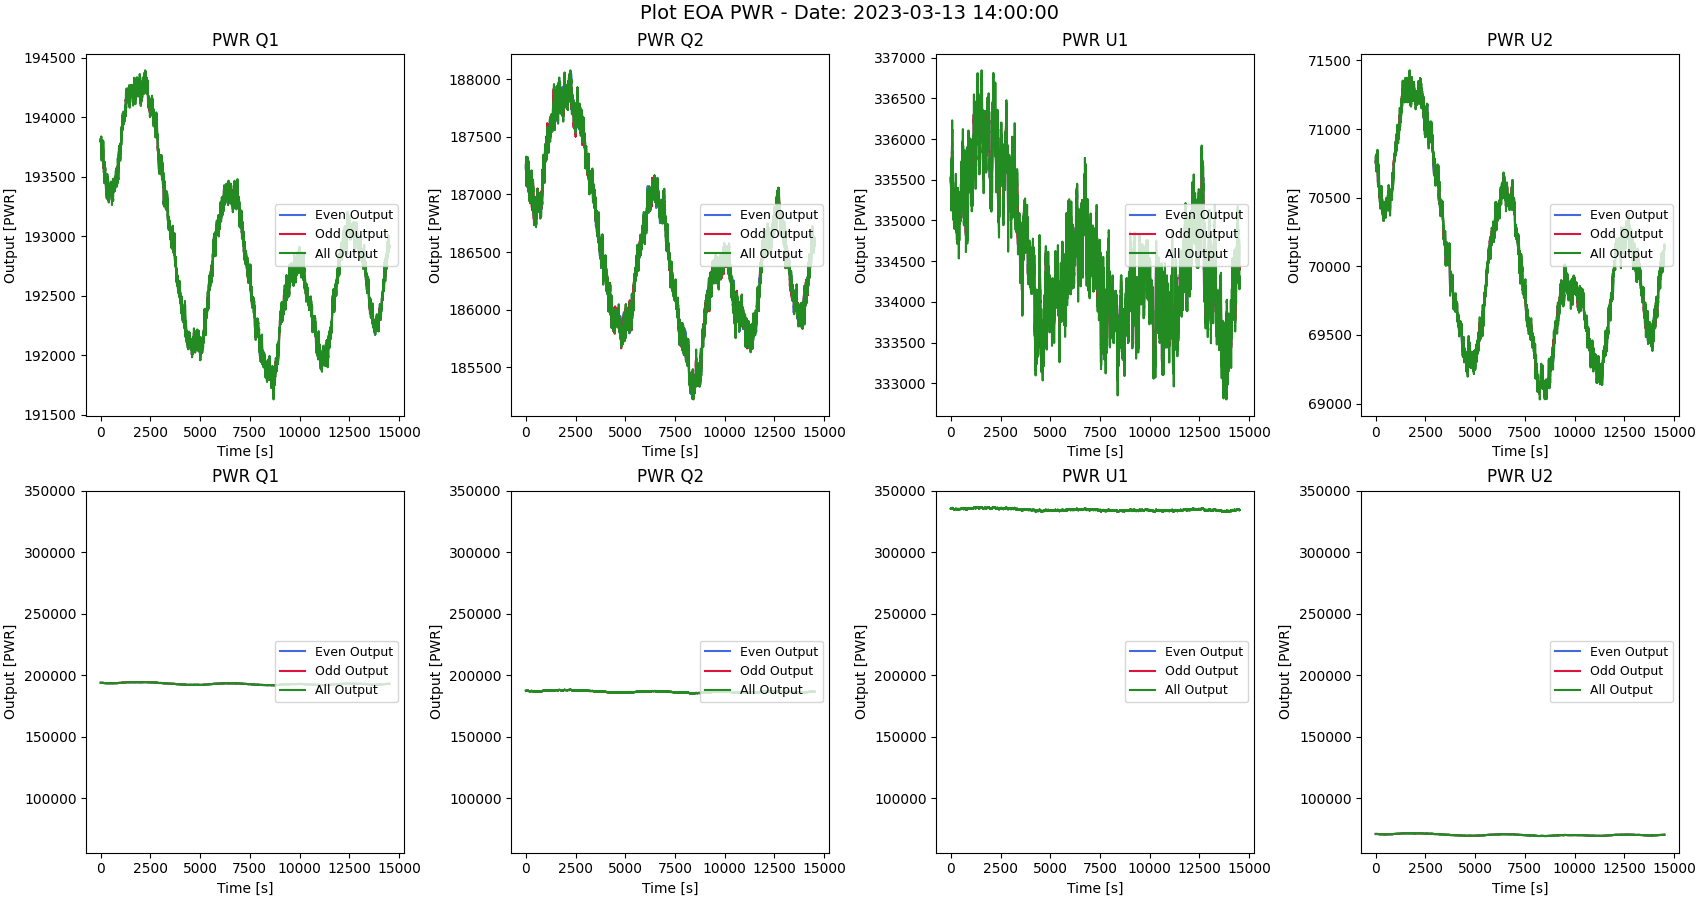 Plot EOA PWR - Date: 2023-03-13 14:00:00
PWR Q1
Output [PWR]
194500
194000
193500
193000
192500
192000
191500
Even Output
Odd Output
All Output
0 2500 5000 7500 10000 12500 15000
Time [s]
PWR Q2
Output [PWR]
188000
187500
187000
186500
186000
185500
Even Output
Odd Output
All Output
0 2500 5000 7500 10000 12500 15000
Time [s]
PWR U1
Output [PWR]
337000
336500
336000
335500
335000
334500
334000
333500
333000
Even Output
Odd Output
All Output
0 2500 5000 7500 10000 12500 15000
Time [s]
PWR U2
Output [PWR]
71500
71000
70500
70000
69500
69000
Even Output
Odd Output
All Output
0 2500 5000 7500 10000 12500 15000
Time [s]
PWR Q1
Output [PWR]
350000
300000
250000
200000
150000
100000
Even Output
Odd Output
All Output
0 2500 5000 7500 10000 12500 15000
Time [s]
PWR Q2
Output [PWR]
350000
300000
250000
200000
150000
100000
Even Output
Odd Output
All Output
0 2500 5000 7500 10000 12500 15000
Time [s]
PWR U1
Output [PWR]
350000
300000
250000
200000
150000
100000
Even Output
Odd Output
All Output
0 2500 5000 7500 10000 12500 15000
Time [s]
PWR U2
Output [PWR]
350000
300000
250000
200000
150000
100000
Even Output
Odd Output
All Output
0 2500 5000 7500 10000 12500 15000
Time [s]